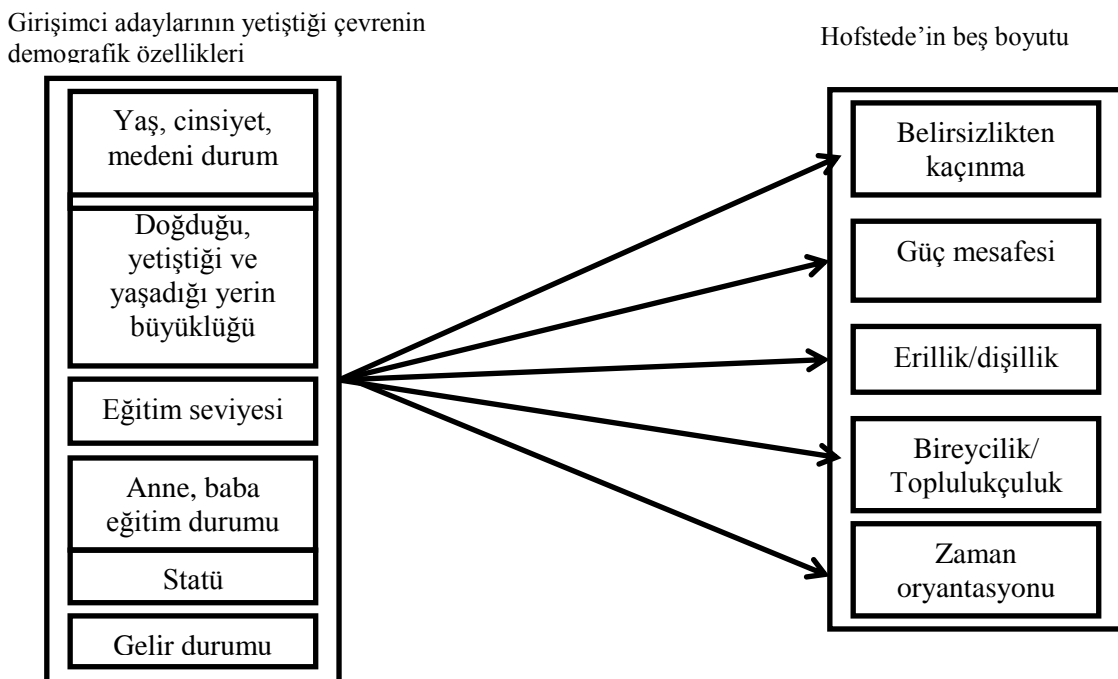 Girişimci adaylarının yetiştiği çevrenin
demografik özellikleri
Yaş, cinsiyet,
medeni durum
Doğduğu,
yetiştiği ve
yaşadığı yerin
büyüklüğü
Eğitim seviyesi
Anne, baba
eğitim durumu
Statü
Gelir durumu
Hofstede’in beş boyutu
Belirsizlikten
kaçınma
Güç mesafesi
Erillik/dişillik
Bireycilik/
Toplulukçuluk
Zaman
oryantasyonu